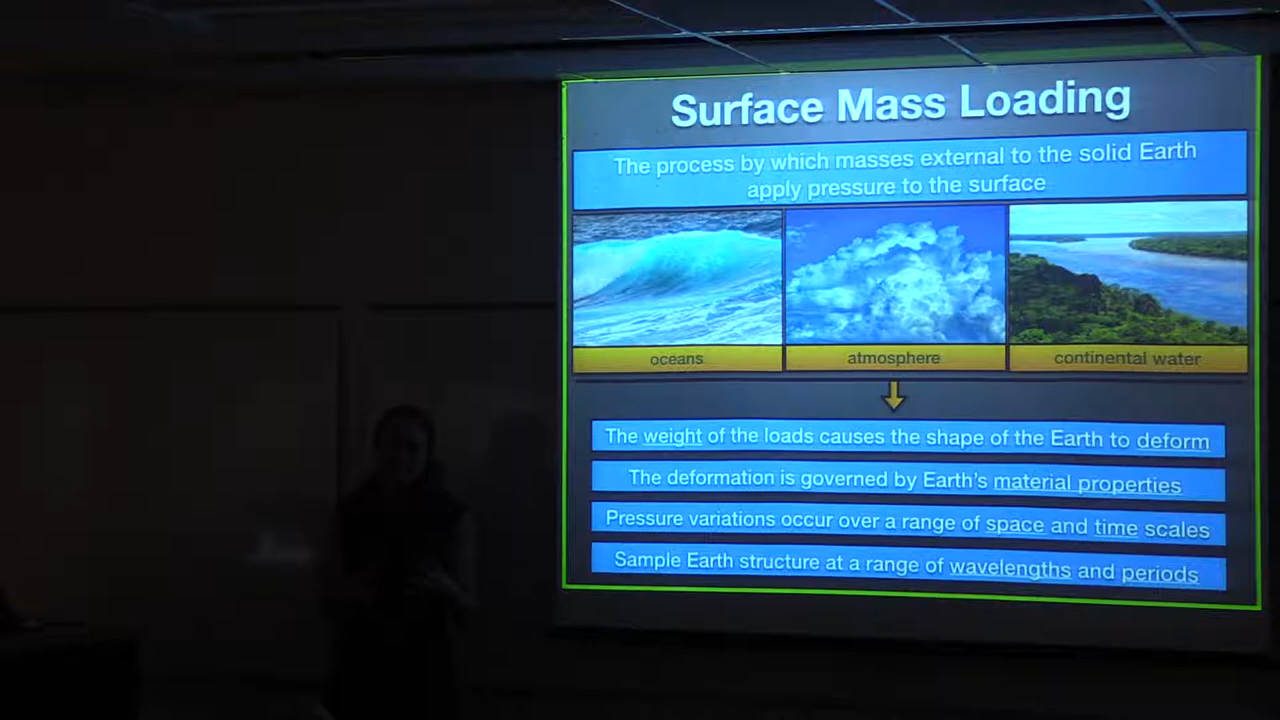 Surface Mass Loading
The process by which masses external to the solid Earth
apply pressure to the surface
oceans
atmosphere
continental water
The weight of the loads causes the shape of the Earth to deform
The deformation is governed by Earth's material properties
Pressure variations occur over a range of space and time scales
Sample Earth structure at a range of wavelengths and periods